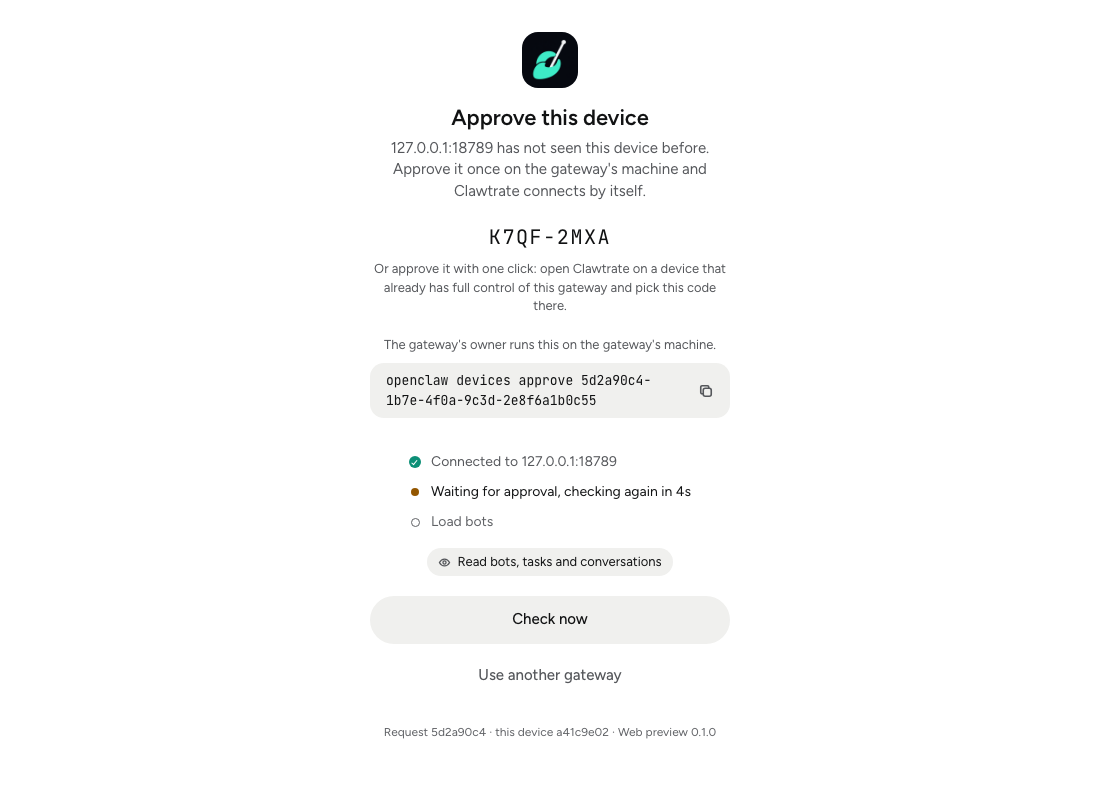 Approve this device
127.0.0.1:18789 has not seen this device before.
Approve it once on the gateway's machine and
Clawtrate connects by itself.
K7QF-2MXA
Or approve it with one click: open Clawtrate on a device that
already has full control of this gateway and pick this code
there.
The gateway's owner runs this on the gateway's machine.
openclaw devices approve 5d2a90c4-
1b7e-4f0a-9c3d-2e8f6a1b0c55
Connected to 127.0.0.1:18789
Waiting for approval, checking again in 4s
Load bots
Read bots, tasks and conversations
Check now
Use another gateway
Request 5d2a90c4 · this device a41c9e02 · Web preview 0.1.0